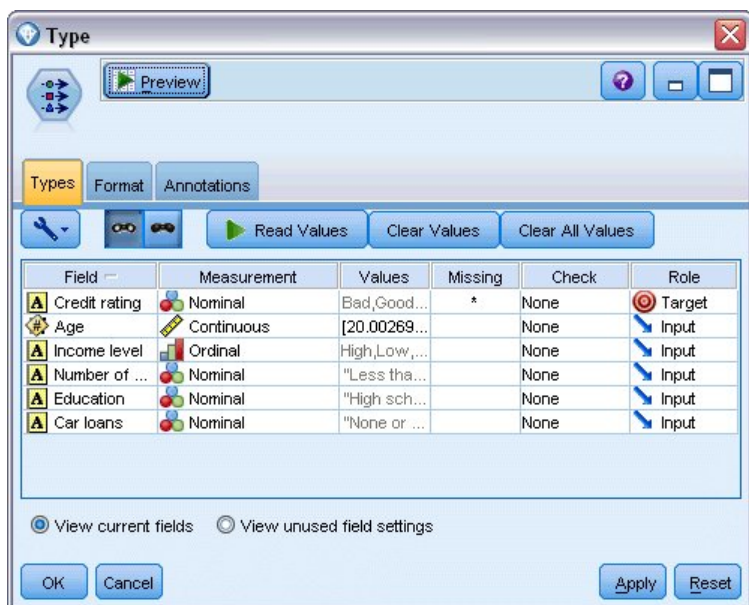 Type
Preview
Types Format Annotations
Read Values Clear Values Clear All Values
Field Measurement Values Missing Check Role
A Credit rating Nominal Bad,Good... * None Target
# Age Continuous [20.00269... None Input
A Income level Ordinal High,Low,... None Input
A Number of ... Nominal "Less tha... None Input
A Education Nominal "High sch... None Input
A Car loans Nominal "None or ... None Input
View current fields View unused field settings
OK Cancel Apply Reset